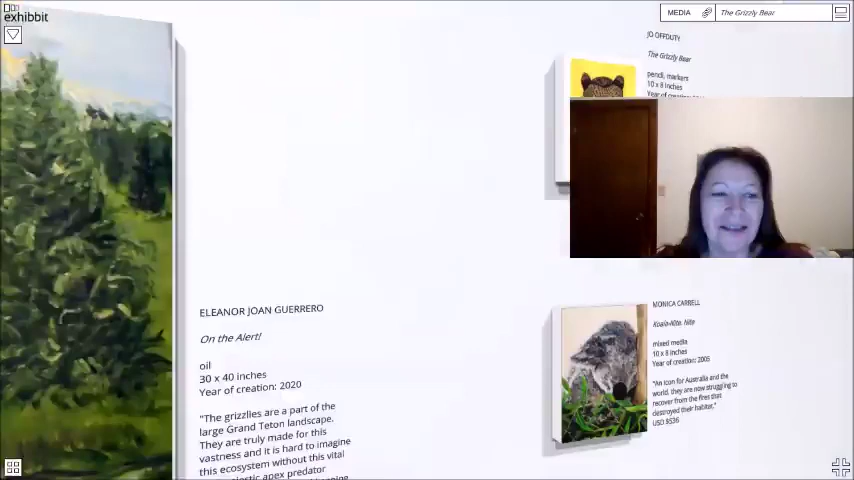 exhibbit
MEDIA
The Grizzly Bear
JO OFFDUTY
The Grizzly Bear
pencil, markers
10 x 8 inches
ELEANOR JOAN GUERRERO
On the Alert!
oil
30 x 40 inches
Year of creation: 2020
"The grizzlies are a part of the
large Grand Teton landscape.
They are truly made for this
vastness and it is hard to imagine
this ecosystem without this vital
apex predator
MONICA CARRELL
mixed media
10 x 8 inches
Year of creation: 2005
"An icon for Australia and the
world, they are now struggling to
recover from the fires that
destroyed their habitat."
USD $536